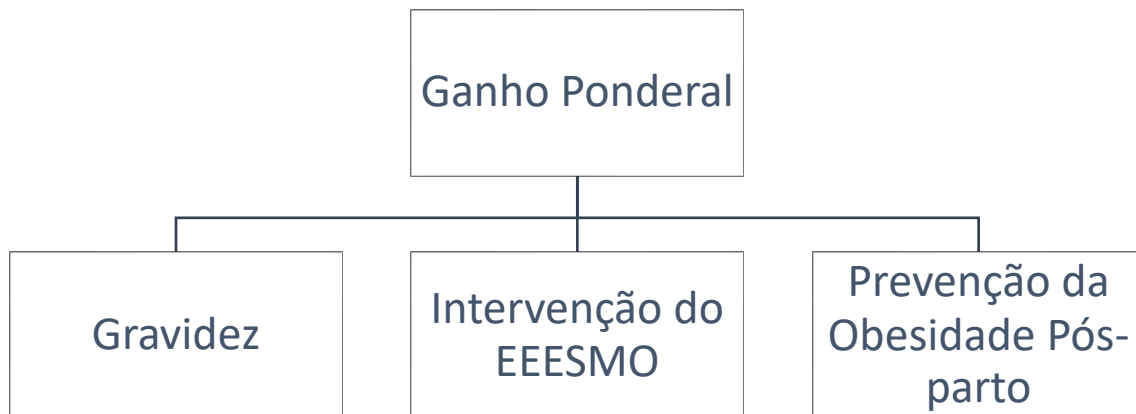 Ganho Ponderal
Gravidez
Intervenção do
EEESMO
Prevenção da
Obesidade Pós-
parto